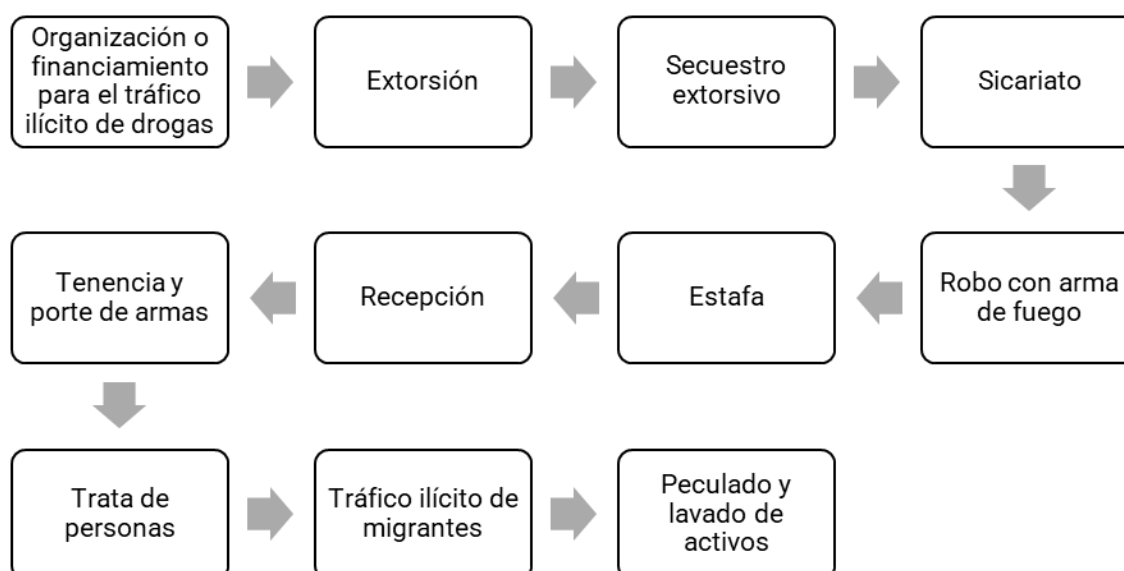 Organización o
financiamiento
para el tráfico
ilícito de drogas
Extorsión
Secuestro
extorsivo
Sicariato
Robo con arma
de fuego
Estafa
Recepción
Tenencia y
porte de armas
Trata de
personas
Tráfico ilícito de
migrantes
Peculado y
lavado de
activos